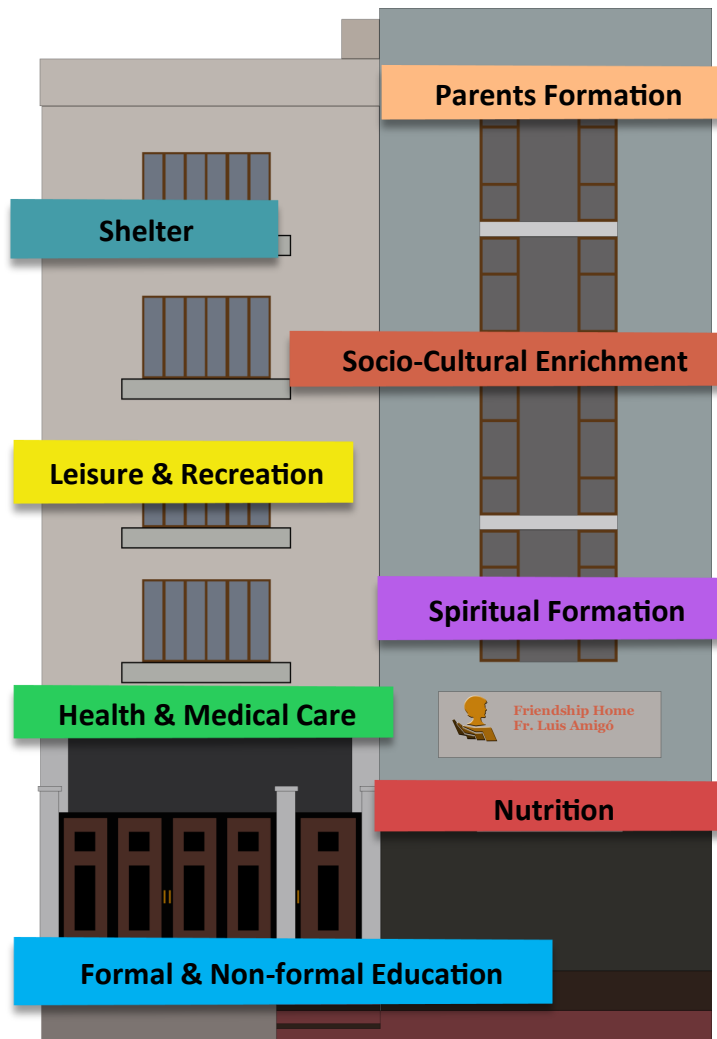 Parents Formation
Shelter
Socio-Cultural Enrichment
Leisure & Recreation
Spiritual Formation
Health & Medical Care
Friendship Home
Fr. Luis Amigó
Nutrition
Formal & Non-formal Education